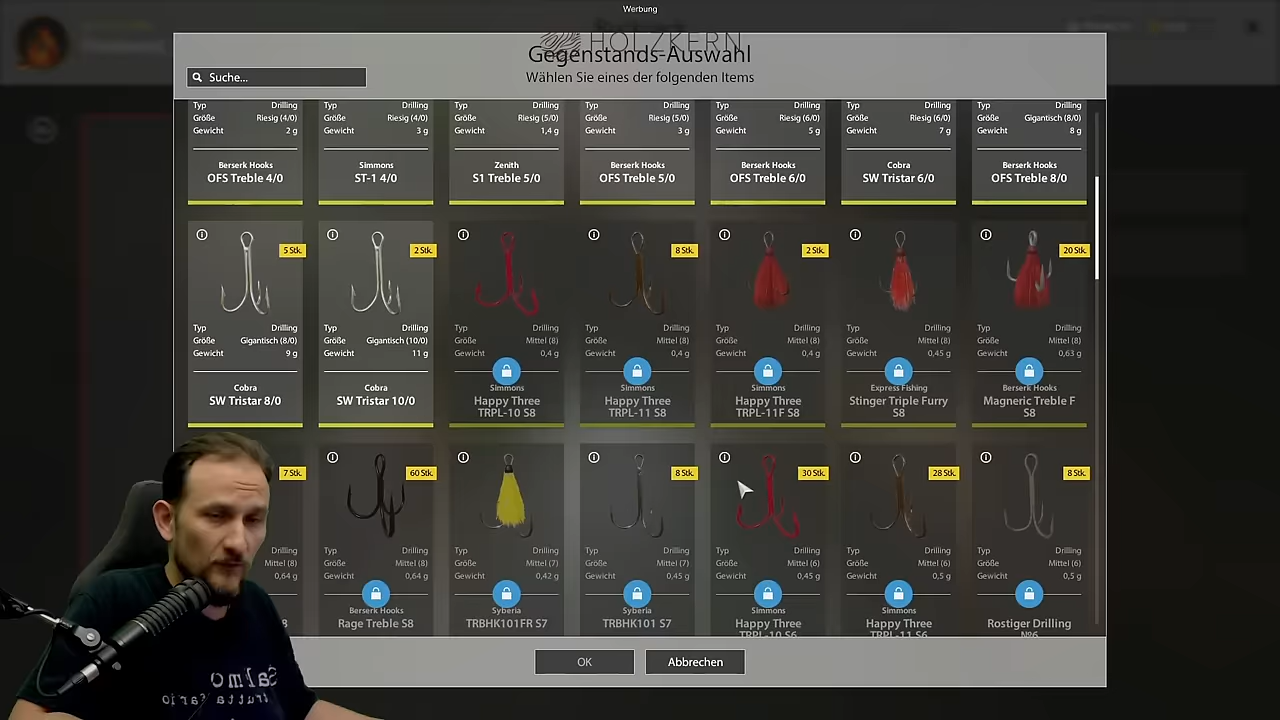 Werbung
HOLZKERN
Gegenstands-Auswahl
Suche...
Wählen Sie eines der folgenden Items
Typ Drilling
Größe Riesig (4/0)
Gewicht 2 g
Berserk Hooks
OFS Treble 4/0
Typ Drilling
Größe Riesig (4/0)
Gewicht 3 g
Simmons
ST-1 4/0
Typ Drilling
Größe Riesig (5/0)
Gewicht 1,4 g
Zenith
S1 Treble 5/0
Typ Drilling
Größe Riesig (5/0)
Gewicht 3 g
Berserk Hooks
OFS Treble 5/0
Typ Drilling
Größe Riesig (6/0)
Gewicht 5 g
Berserk Hooks
OFS Treble 6/0
Typ Drilling
Größe Riesig (6/0)
Gewicht 7 g
Cobra
SW Tristar 6/0
Typ Drilling
Größe Gigantisch (8/0)
Gewicht 8 g
Berserk Hooks
OFS Treble 8/0
5 Stk.
Typ Drilling
Größe Gigantisch (8/0)
Gewicht 9 g
Cobra
SW Tristar 8/0
2 Stk.
Typ Drilling
Größe Gigantisch (10/0)
Gewicht 11 g
Cobra
SW Tristar 10/0
Typ Drilling
Größe Mittel (8)
Gewicht 0,4 g
Simmons
Happy Three
TRPL-10 S8
8 Stk.
Typ Drilling
Größe Mittel (8)
Gewicht 0,4 g
Simmons
Happy Three
TRPL-11 S8
2 Stk.
Typ Drilling
Größe Mittel (8)
Gewicht 0,4 g
Simmons
Happy Three
TRPL-11F S8
Typ Drilling
Größe Mittel (8)
Gewicht 0,45 g
Express Fishing
Stinger Triple Furry
S8
20 Stk.
Typ Drilling
Größe Mittel (8)
Gewicht 0,63 g
Berserk Hooks
Magneric Treble F
S8
7 Stk.
Drilling
Mittel (8)
0,64 g
8
60 Stk.
Typ Drilling
Größe Mittel (8)
Gewicht 0,64 g
Berserk Hooks
Rage Treble S8
Typ Drilling
Größe Mittel (7)
Gewicht 0,42 g
Syberia
TRBHK101FR S7
8 Stk.
Typ Drilling
Größe Mittel (7)
Gewicht 0,45 g
Syberia
TRBHK101 S7
30 Stk.
Typ Drilling
Größe Mittel (6)
Gewicht 0,45 g
Simmons
Happy Three
TRPL-10 S6
28 Stk.
Typ Drilling
Größe Mittel (6)
Gewicht 0,5 g
Simmons
Happy Three
TRPL-11 S6
8 Stk.
Typ Drilling
Größe Mittel (6)
Gewicht 0,5 g
Rostiger Drilling
№6
OK
Abbrechen
Salmo
trutta fario